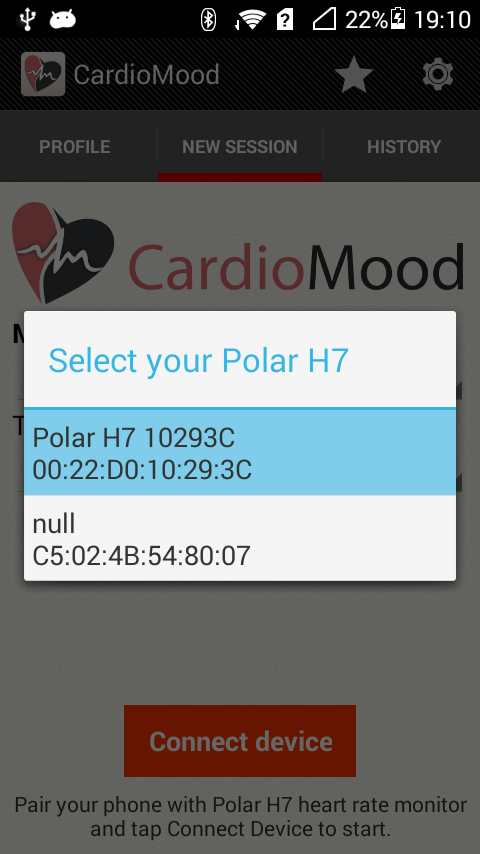 22% 19:10
CardioMood
PROFILE NEW SESSION HISTORY
CardioMood
M
Select your Polar H7
T
Polar H7 10293C
00:22:D0:10:29:3C
null
C5:02:4B:54:80:07
Connect device
Pair your phone with Polar H7 heart rate monitor
and tap Connect Device to start.